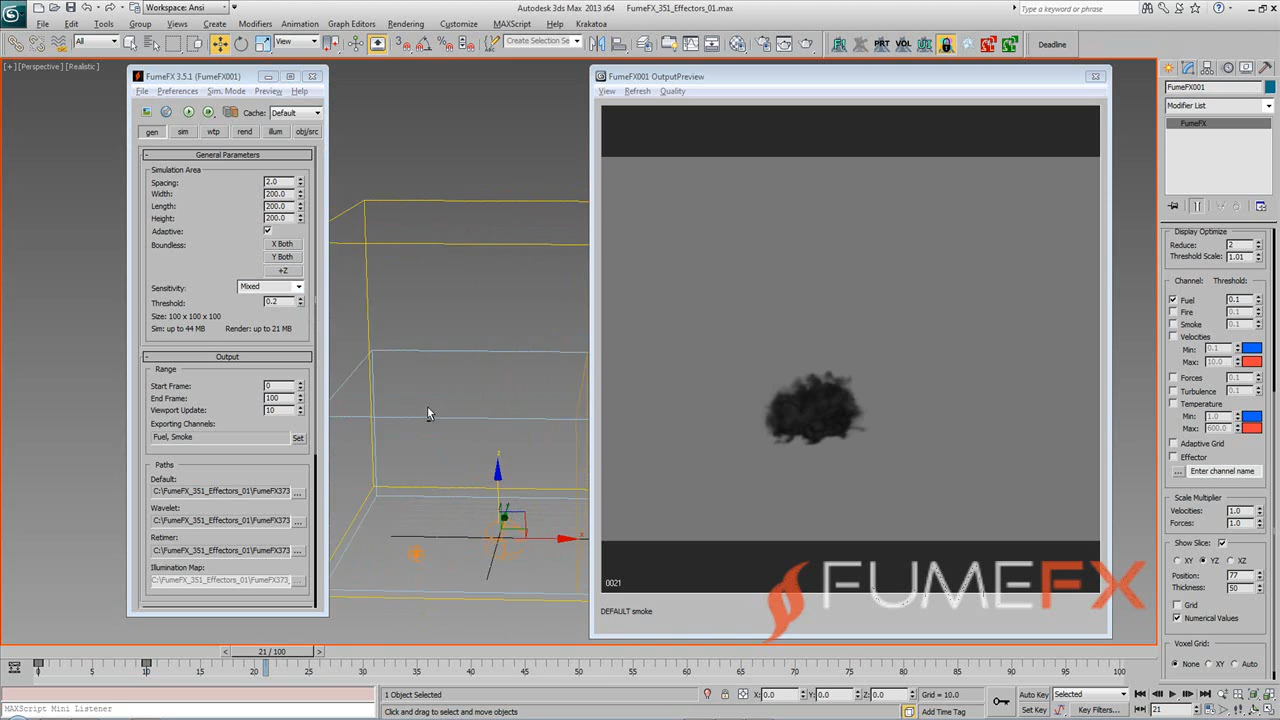 Workspace: Ansi
Autodesk 3ds Max 2013 x64 FumeFX_351_Effectors_01.max
Type a keyword or phrase
File Edit Tools Group Views Create Modifiers Animation Graph Editors Rendering Customize MAXScript Help Krakatoa
All View Create Selection Se PRT VOL Deadline
[+] [Perspective] [Realistic]
FumeFX 3.5.1 (FumeFX001)
File Preferences Sim. Mode Preview Help
Cache: Default
gen sim wtp rend illum obj/src
- General Parameters
Simulation Area
Spacing: 2.0
Width: 200.0
Length: 200.0
Height: 200.0
Adaptive:
Boundless: X Both
Y Both
+Z
Sensitivity: Mixed
Threshold: 0.2
Size: 100 x 100 x 100
Sim: up to 44 MB Render: up to 21 MB
- Output
Range
Start Frame: 0
End Frame: 100
Viewport Update: 10
Exporting Channels:
Fuel, Smoke Set
Paths
Default:
C:\FumeFX_351_Effectors_01\FumeFX373 ...
Wavelet:
C:\FumeFX_351_Effectors_01\FumeFX373 ...
Retimer:
C:\FumeFX_351_Effectors_01\FumeFX373 ...
Illumination Map:
C:\FumeFX_351_Effectors_01\FumeFX373_ ...
z
x
FumeFX001 OutputPreview
View Refresh Quality
0021
DEFAULT smoke
FUMEFX
FumeFX001
Modifier List
FumeFX
Display Optimize
Reduce: 2
Threshold Scale: 1.01
Channel: Threshold:
Fuel 0.1
Fire 0.1
Smoke 0.1
Velocities
Min: 0.1
Max: 10.0
Forces 0.1
Turbulence 0.1
Temperature
Min: 1.0
Max: 600.0
Adaptive Grid
Effector
... Enter channel name
Scale Multiplier
Velocities: 1.0
Forces: 1.0
Show Slice:
XY YZ XZ
Position: 77
Thickness: 50
Grid
Numerical Values
Voxel Grid:
None XY Auto
< 21 / 100 >
0 5 10 15 20 25 30 35 40 45 50 55 60 65 70 75 80 85 90 95 100
1 Object Selected X: 0.0 Y: 0.0 Z: 0.0 Grid = 10.0 Auto Key Selected
MAXScript Mini Listener Click and drag to select and move objects Add Time Tag Set Key Key Filters... 21